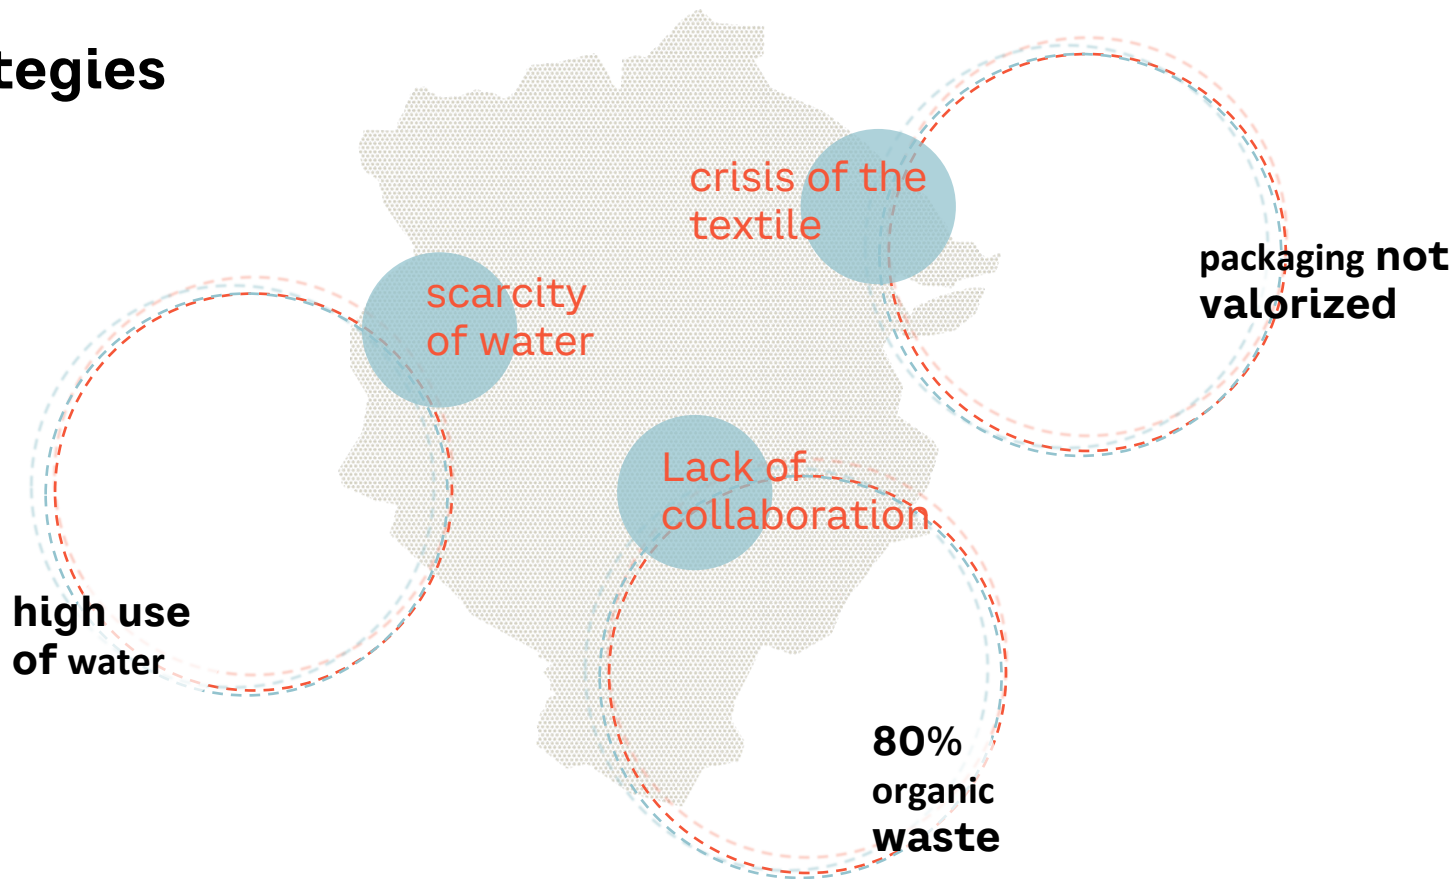 tegies
crisis of the
textile
packaging not
valorized
scarcity
of water
Lack of
collaboration
high use
of water
80%
organic
waste